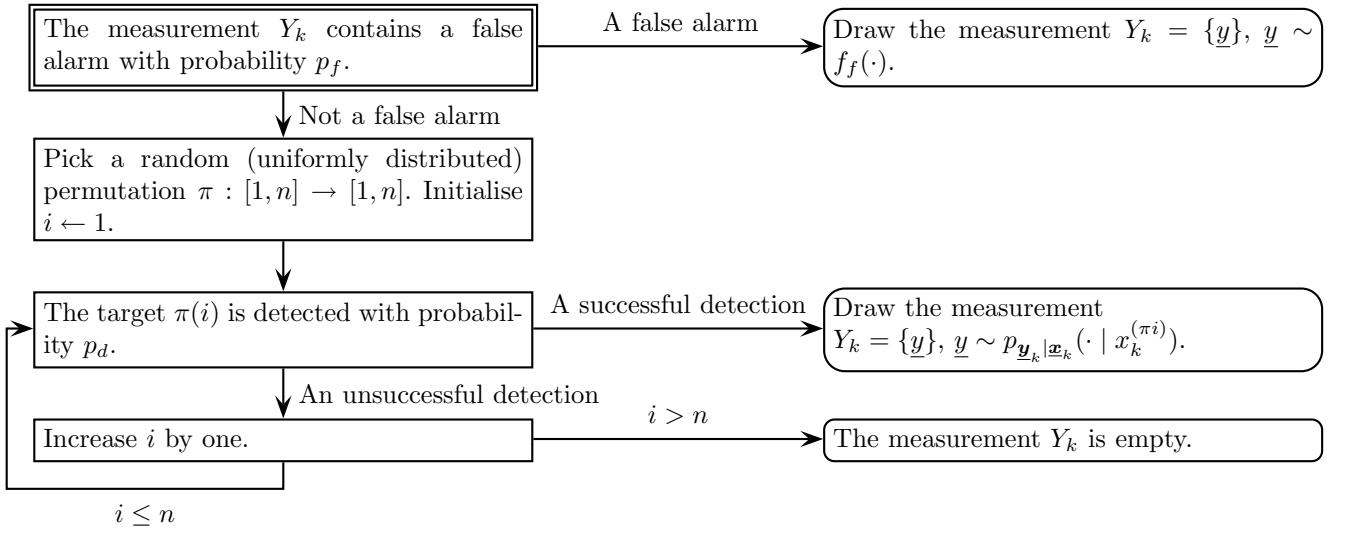 The measurement Y_k contains a false
alarm with probability p_f.
A false alarm
Draw the measurement Y_k = {y̲}, y̲ ∼
f_f(·).
Not a false alarm
Pick a random (uniformly distributed)
permutation π : [1, n] → [1, n]. Initialise
i ← 1.
The target π(i) is detected with probabil-
ity p_d.
A successful detection
Draw the measurement
Y_k = {y̲}, y̲ ∼ p_{𝐲̲_k|𝐱̲_k}(· | x_k^{(πi)}).
An unsuccessful detection
Increase i by one.
i > n
The measurement Y_k is empty.
i ≤ n